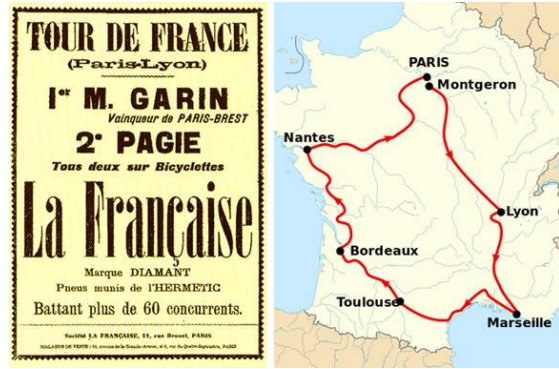 TOUR DE FRANCE
(Paris-Lyon)
1er M. GARIN
Vainqueur de PARIS-BREST
2e PAGIE
Tous deux sur Bicyclettes
La Française
Marque DIAMANT
Pneus munis de l'HERMETIC
Battant plus de 60 concurrents.
Société LA FRANÇAISE, 11, rue Brunel, PARIS
PARIS
Montgeron
Nantes
Lyon
Bordeaux
Toulouse
Marseille